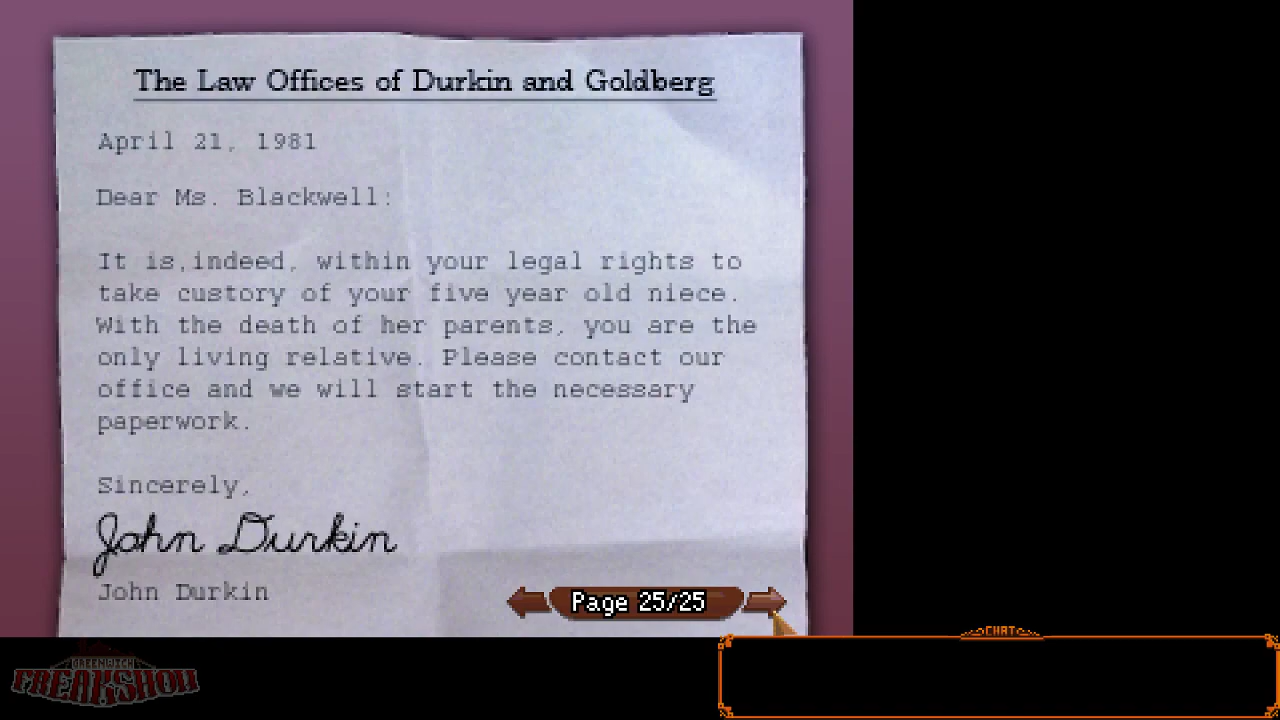 The Law Offices of Durkin and Goldberg
April 21, 1981
Dear Ms. Blackwell:
It is,indeed, within your legal rights to
take custory of your five year old niece.
With the death of her parents, you are the
only living relative. Please contact our
office and we will start the necessary
paperwork.
Sincerely,
John Durkin
John Durkin
Page 25/25
CHAT
GREENWICH
FREAKSHOW